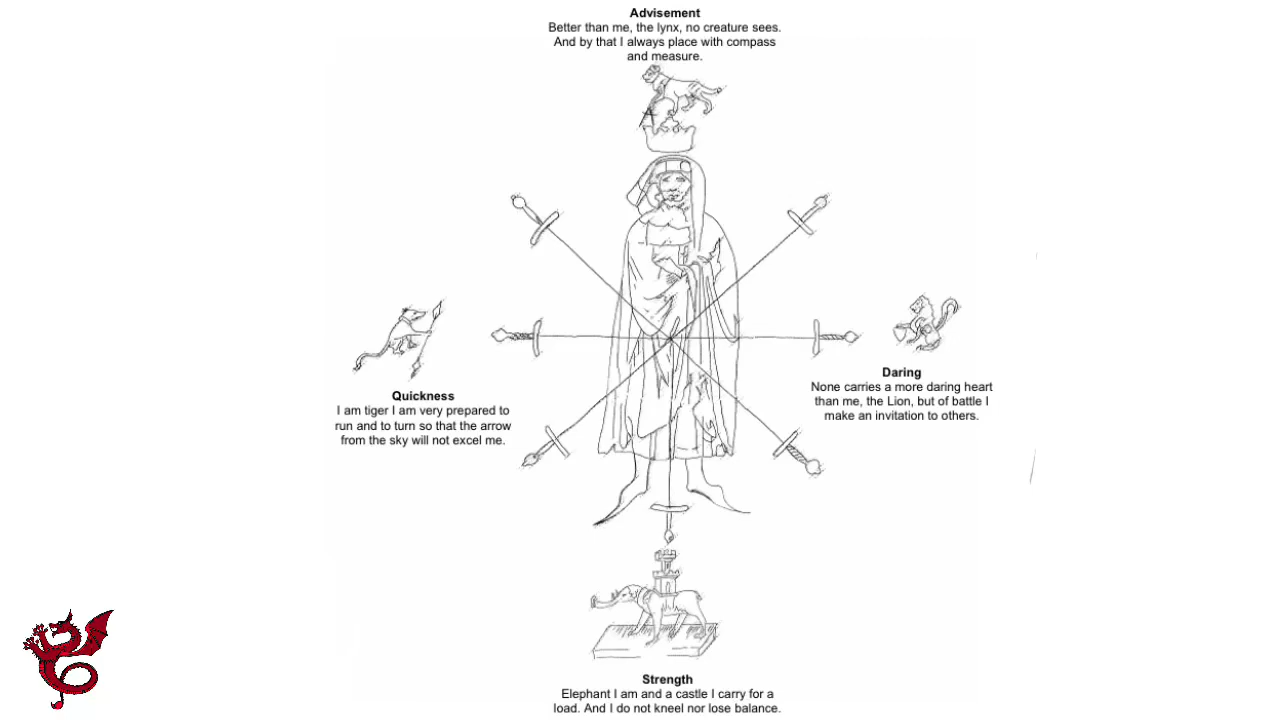 Advisement
Better than me, the lynx, no creature sees.
And by that I always place with compass
and measure.
Quickness
I am tiger I am very prepared to
run and to turn so that the arrow
from the sky will not excel me.
Daring
None carries a more daring heart
than me, the Lion, but of battle I
make an invitation to others.
Strength
Elephant I am and a castle I carry for a
load. And I do not kneel nor lose balance.